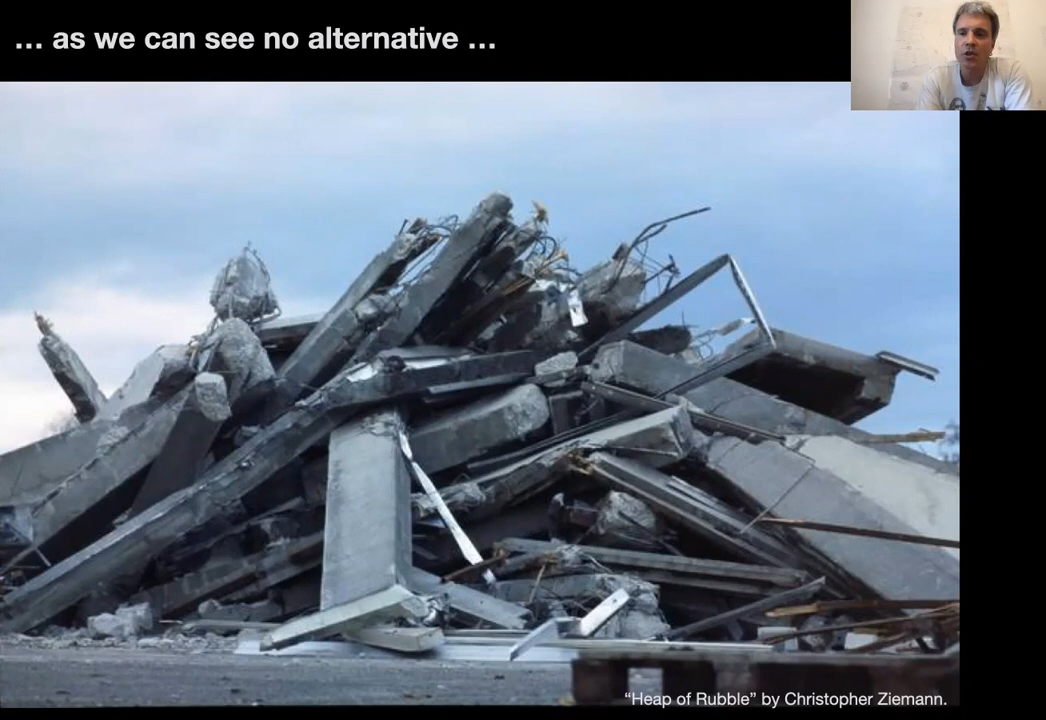 ... as we can see no alternative ...
“Heap of Rubble” by Christopher Ziemann.